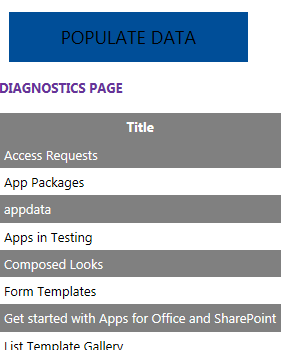 POPULATE DATA
DIAGNOSTICS PAGE
Title
Access Requests
App Packages
appdata
Apps in Testing
Composed Looks
Form Templates
Get started with Apps for Office and SharePoint
List Template Gallery